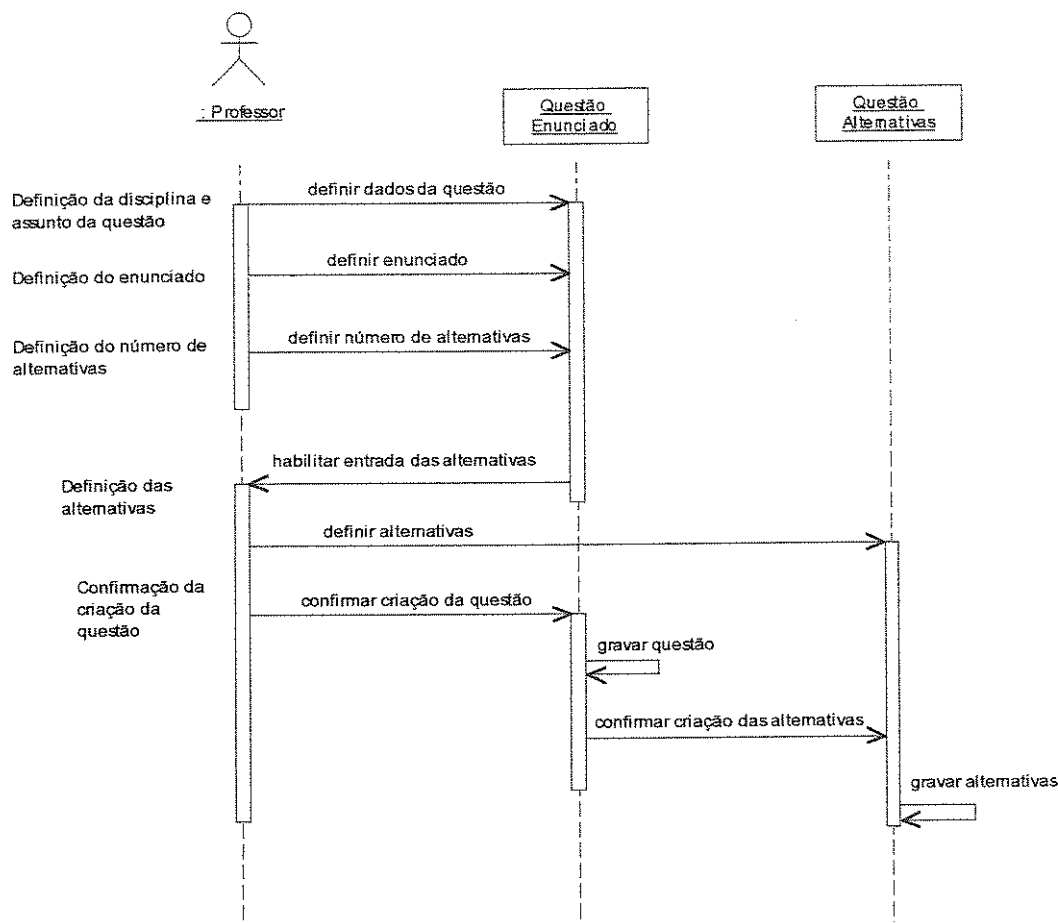 : Professor
Questão
Enunciado
Questão
Alternativas
Definição da disciplina e
assunto da questão
definir dados da questão
Definição do enunciado
definir enunciado
Definição do número de
alternativas
definir número de alternativas
habilitar entrada das alternativas
Definição das
alternativas
definir alternativas
Confirmação da
criação da
questão
confirmar criação da questão
gravar questão
confirmar criação das alternativas
gravar alternativas